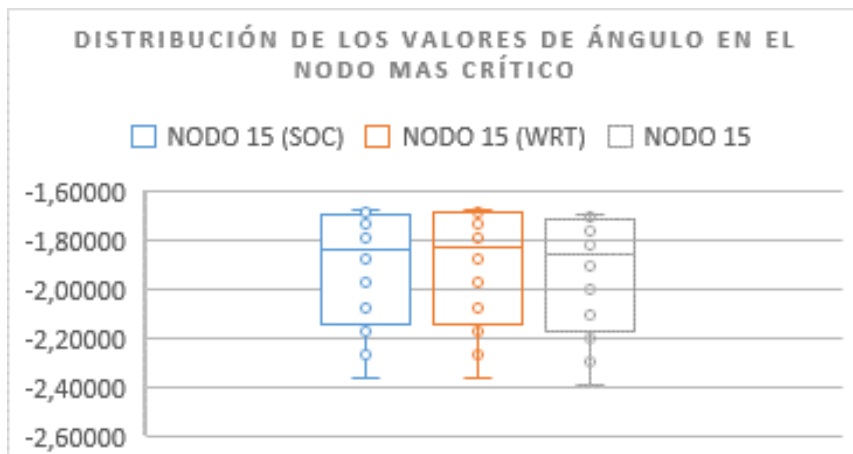 DISTRIBUCIÓN DE LOS VALORES DE ÁNGULO EN EL
NODO MAS CRÍTICO
NODO 15 (SOC) NODO 15 (WRT) NODO 15
-1,60000
-1,80000
-2,00000
-2,20000
-2,40000
-2,60000